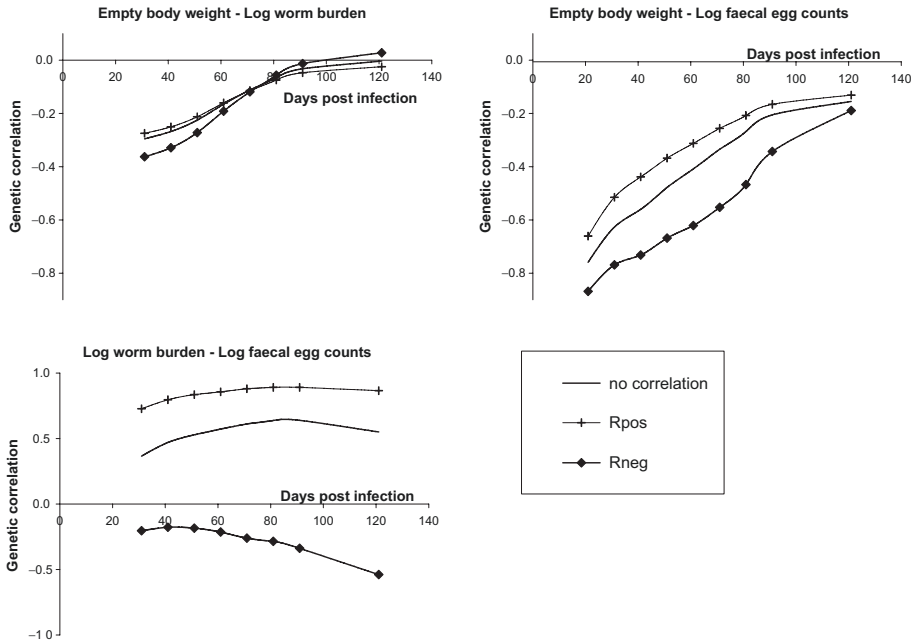 Empty body weight - Log worm burden
0.0
0 20 40 60 80 100 120 140
Days post infection
–0.2
–0.4
–0.6
–0.8
Genetic correlation
Empty body weight - Log faecal egg counts
Days post infection
0.0
0 20 40 60 80 100 120 140
–0.2
–0.4
–0.6
–0.8
Genetic correlation
Log worm burden - Log faecal egg counts
1.0
0.5
Days post infection
0.0
0 20 40 60 80 100 120 140
–0.5
–1 0
Genetic correlation
no correlation
Rpos
Rneg